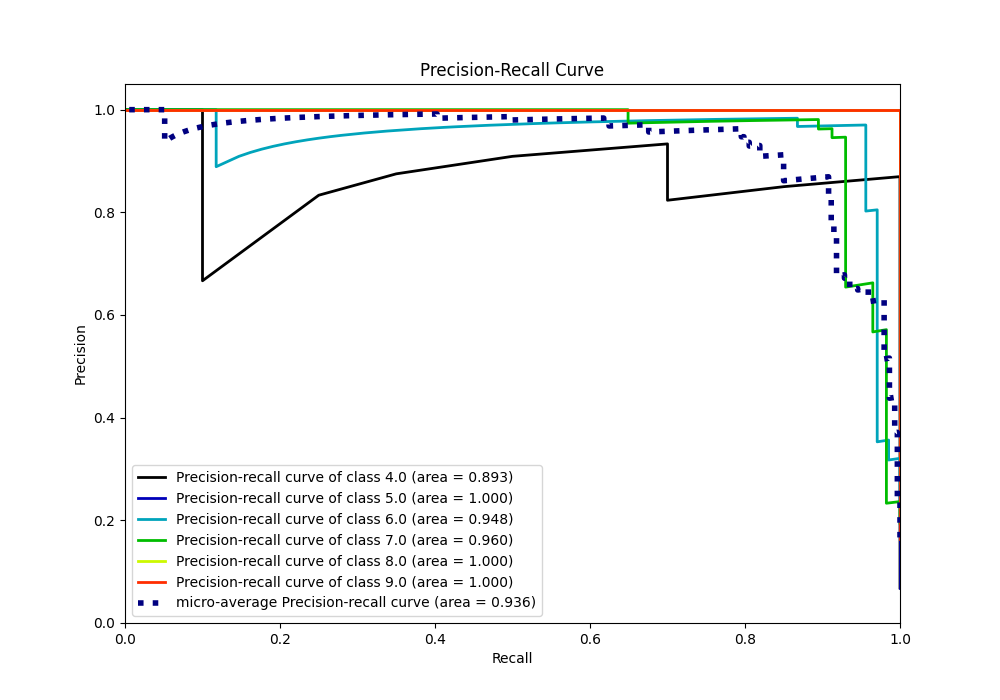 Precision-Recall Curve
1.0
0.8
0.6
0.4
0.2
0.0
Precision
Precision-recall curve of class 4.0 (area = 0.893)
Precision-recall curve of class 5.0 (area = 1.000)
Precision-recall curve of class 6.0 (area = 0.948)
Precision-recall curve of class 7.0 (area = 0.960)
Precision-recall curve of class 8.0 (area = 1.000)
Precision-recall curve of class 9.0 (area = 1.000)
micro-average Precision-recall curve (area = 0.936)
0.0 0.2 0.4 0.6 0.8 1.0
Recall